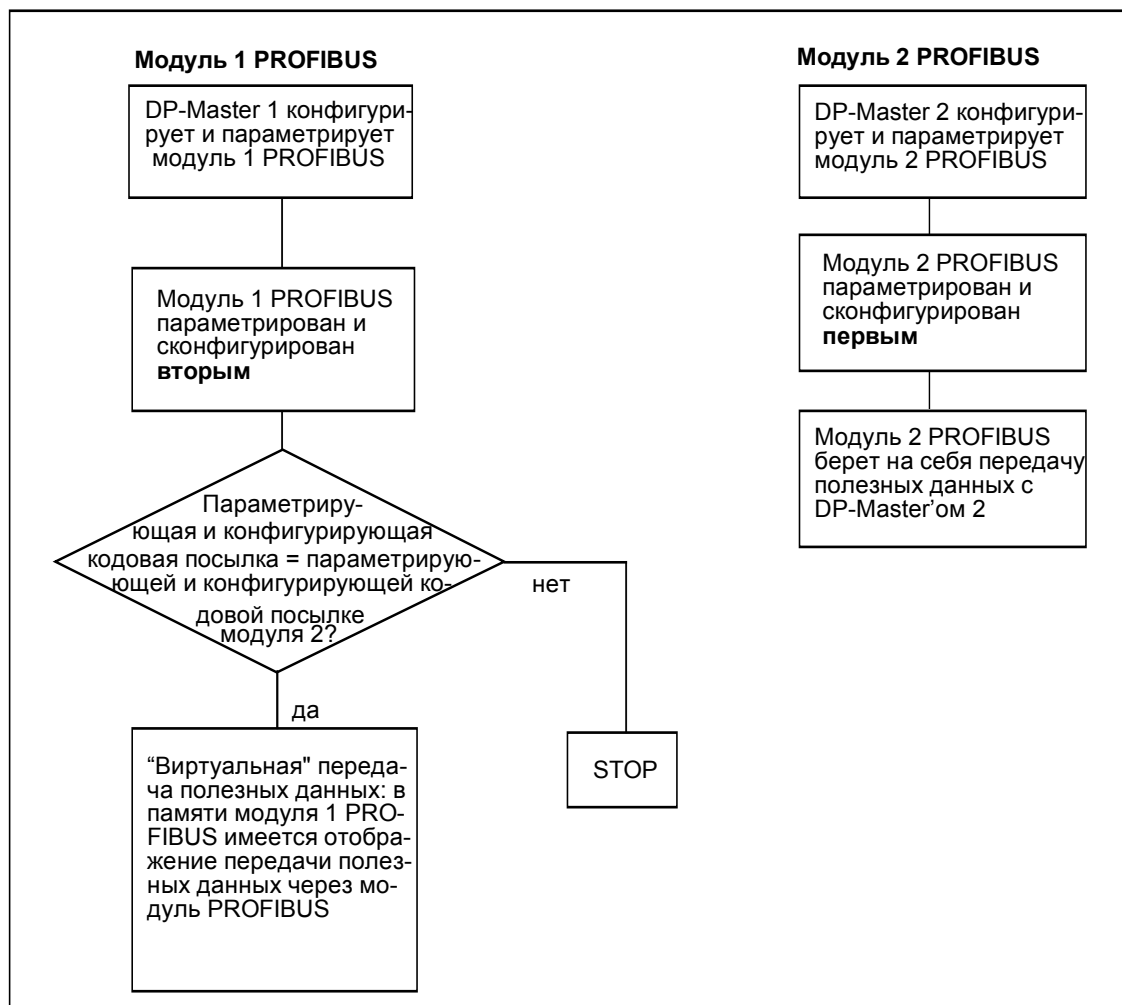 Модуль 1 PROFIBUS
DP-Master 1 конфигури-
рует и параметрирует
модуль 1 PROFIBUS
Модуль 1 PROFIBUS
параметрирован и
сконфигурирован
вторым
Параметриру-
ющая и конфигурирующая
кодовая посылка = параметрирую-
ющей и конфигурирующей ко-
довой посылке
модуля 2?
нет
да
STOP
“Виртуальная" переда-
ча полезных данных: в
памяти модуля 1 PRO-
FIBUS имеется отобра-
жение передачи полез-
ных данных через мо-
дуль PROFIBUS
Модуль 2 PROFIBUS
DP-Master 2 конфигури-
рует и параметрирует
модуль 2 PROFIBUS
Модуль 2 PROFIBUS
параметрирован и
сконфигурирован
первым
Модуль 2 PROFIBUS
берет на себя передачу
полезных данных с
DP-Master’ом 2